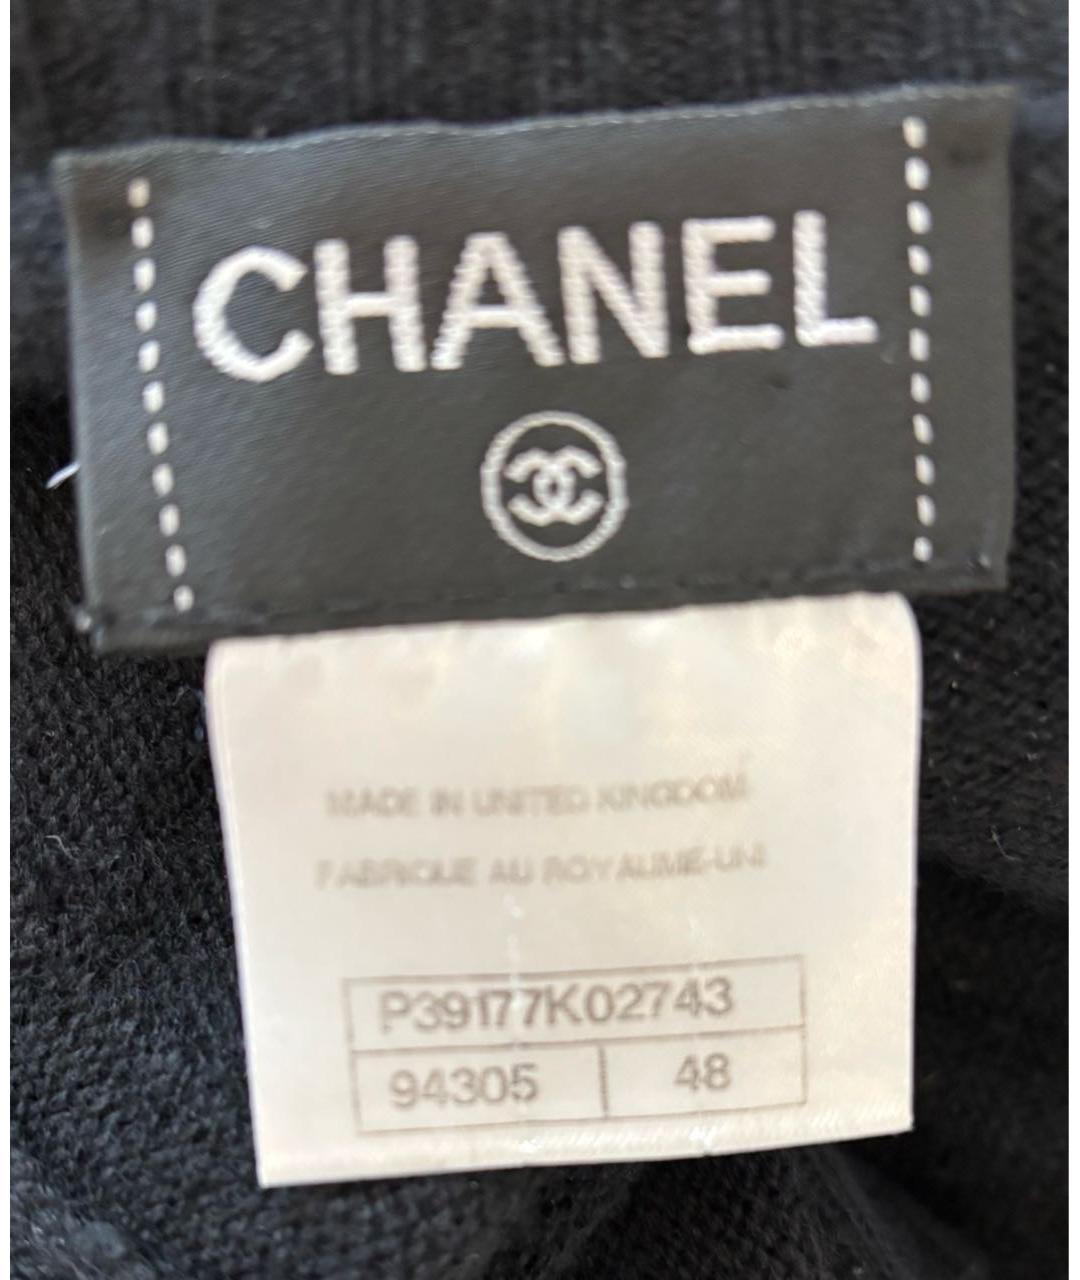 CHANEL
MADE IN UNITED KINGDOM
FABRIQUE AU ROYAUME-UNI
P39177K02743
94305 48